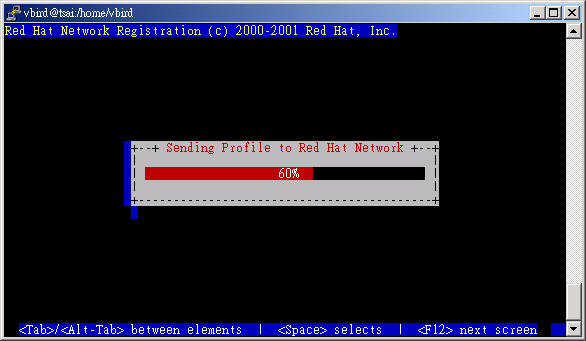 vbird@tsai:/home/vbird
Red Hat Network Registration (c) 2000-2001 Red Hat, Inc.
+--+ Sending Profile to Red Hat Network +--+
60%
<Tab>/<Alt-Tab> between elements | <Space> selects | <F12> next screen